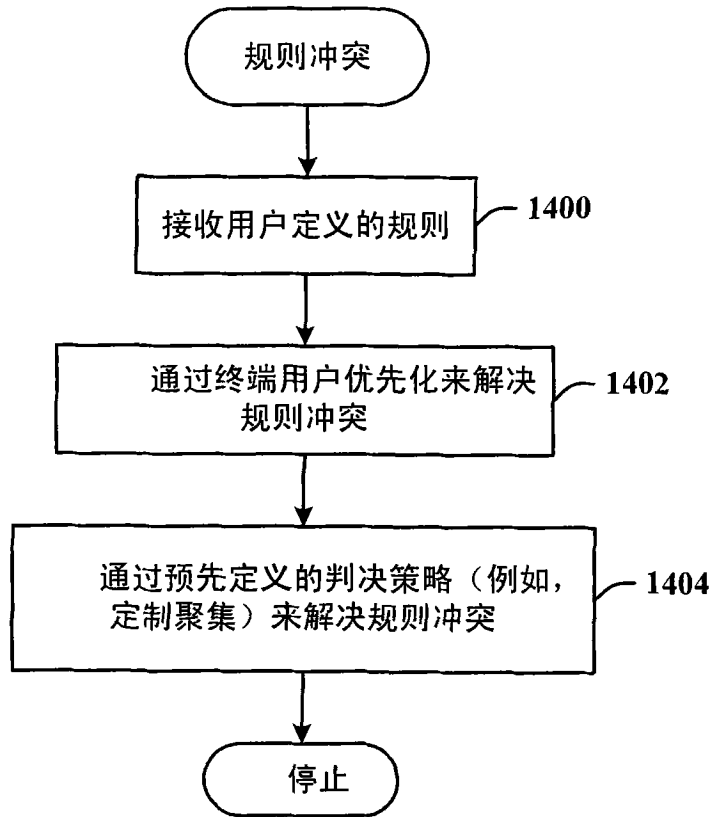 规则冲突
接收用户定义的规则
1400
通过终端用户优先化来解决
规则冲突
1402
通过预先定义的判决策略（例如，
定制聚集）来解决规则冲突
1404
停止